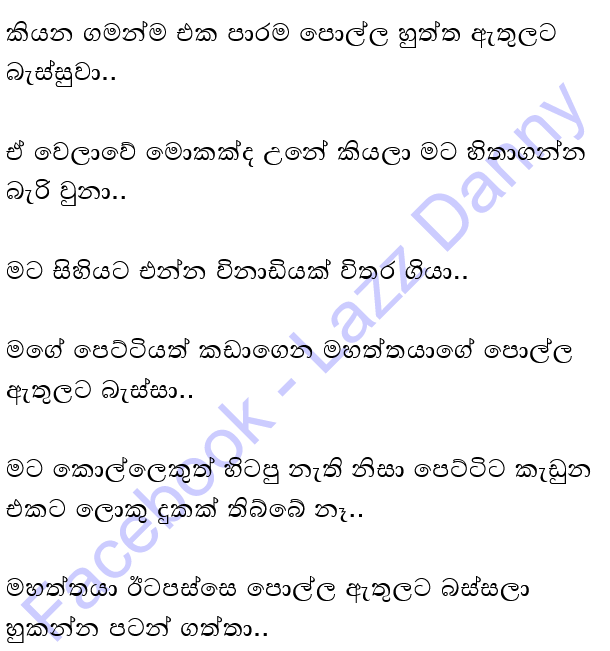 කියන ගමන්ම එක පාරම පොල්ල හුත්ත ඇතුලට
බැස්සුවා..
ඒ වෙලාවේ මොකක්ද උනේ කියලා මට හිතාගන්න
බැරි වුනා..
මට සිහියට එන්න විනාඩියක් විතර ගියා..
මගේ පෙට්ටියත් කඩාගෙන මහත්තයාගේ පොල්ල
ඇතුලට බැස්සා..
මට කොල්ලෙකුත් හිටපු නැති නිසා පෙට්ටිට කැඩුන
එකට ලොකු දුකක් තිබ්බේ නෑ..
මහත්තයා ඊටපස්සෙ පොල්ල ඇතුලට බස්සලා
හුකන්න පටන් ගත්තා..
Facebook - Lazz Danny